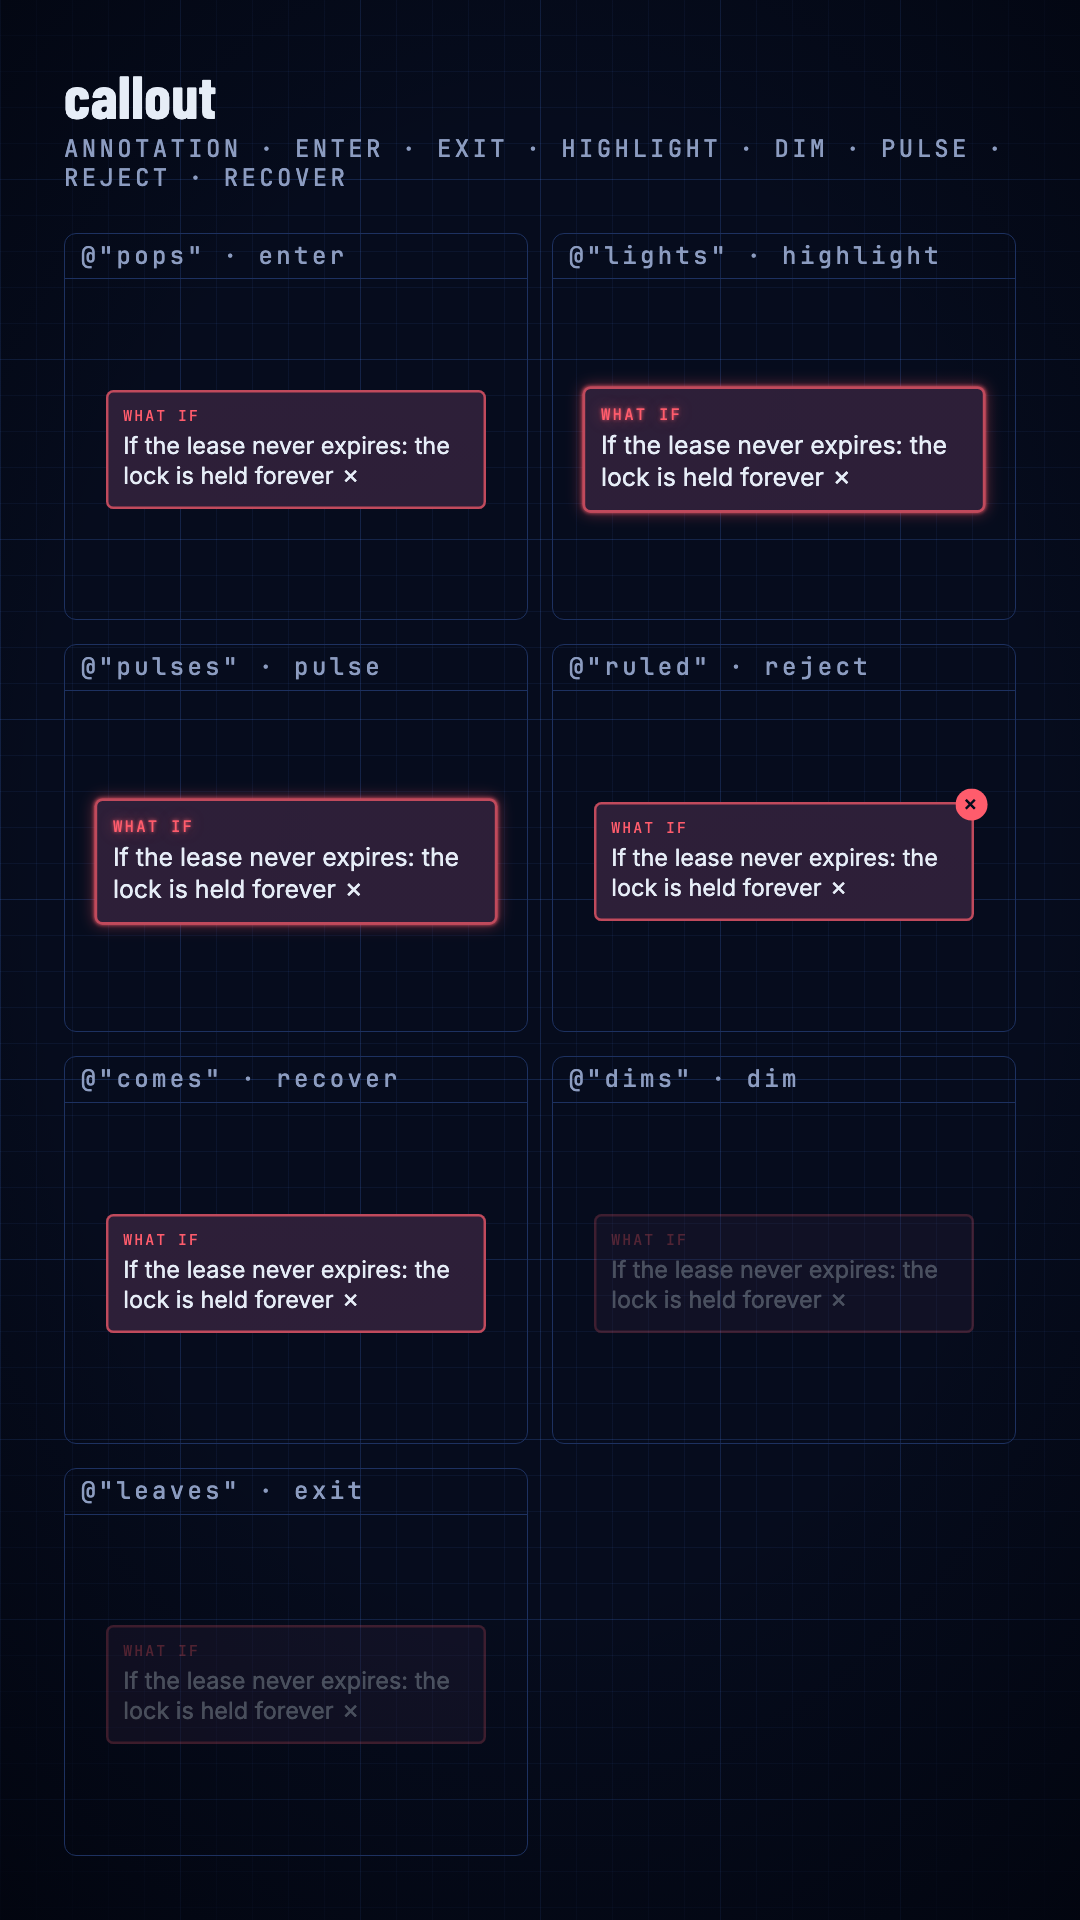 callout
ANNOTATION · ENTER · EXIT · HIGHLIGHT · DIM · PULSE ·
REJECT · RECOVER
@"pops" · enter
WHAT IF
If the lease never expires: the
lock is held forever ×
@"lights" · highlight
WHAT IF
If the lease never expires: the
lock is held forever ×
@"pulses" · pulse
WHAT IF
If the lease never expires: the
lock is held forever ×
@"ruled" · reject
×
WHAT IF
If the lease never expires: the
lock is held forever ×
@"comes" · recover
WHAT IF
If the lease never expires: the
lock is held forever ×
@"dims" · dim
WHAT IF
If the lease never expires: the
lock is held forever ×
@"leaves" · exit
WHAT IF
If the lease never expires: the
lock is held forever ×